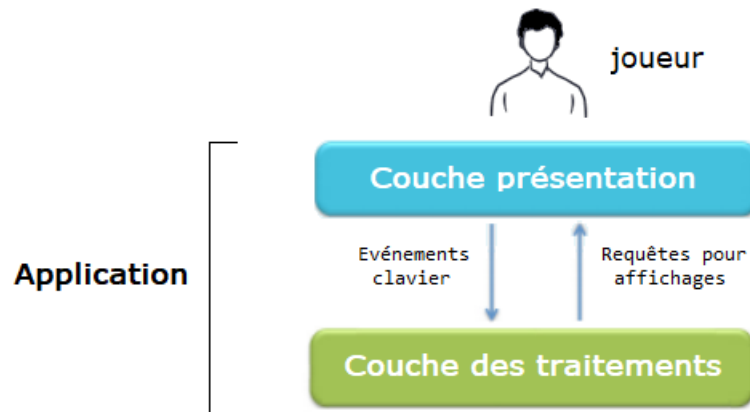 joueur
Couche présentation
Evénements
clavier
Requêtes pour
affichages
Application
Couche des traitements